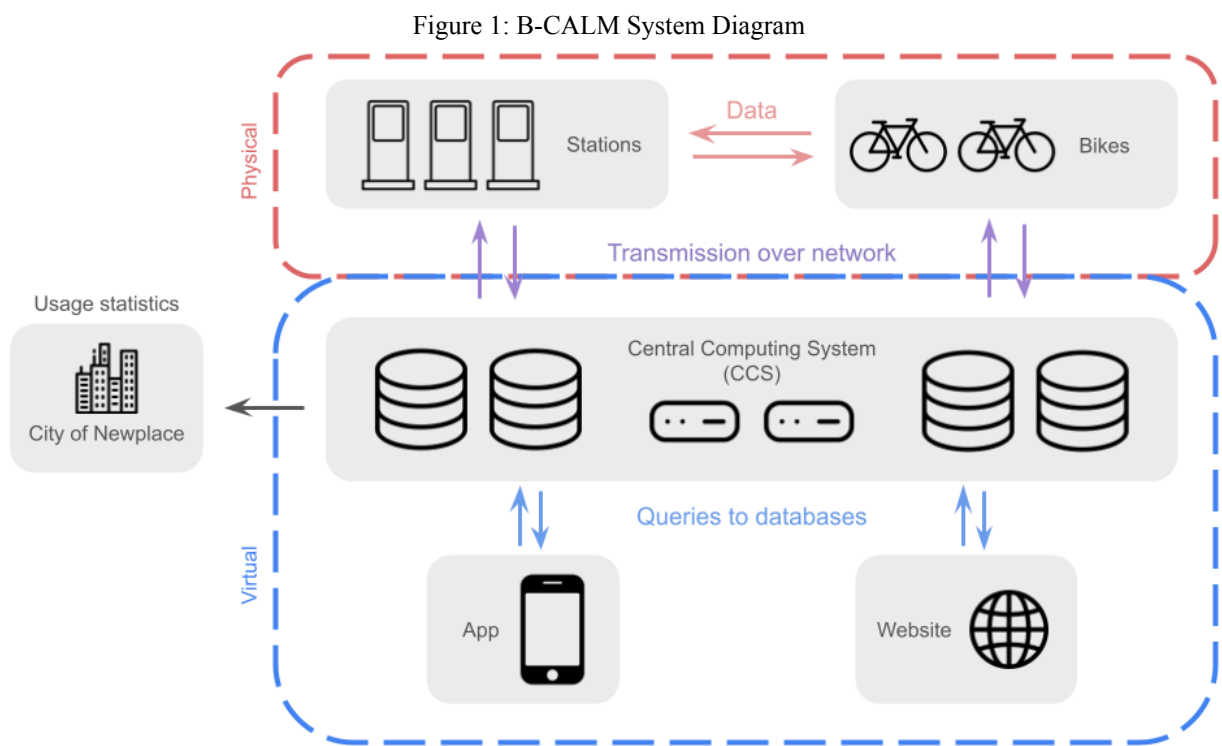 Figure 1: B-CALM System Diagram
Physical
Stations
Data
Bikes
Transmission over network
Usage statistics
City of Newplace
Virtual
Central Computing System
(CCS)
Queries to databases
App
Website